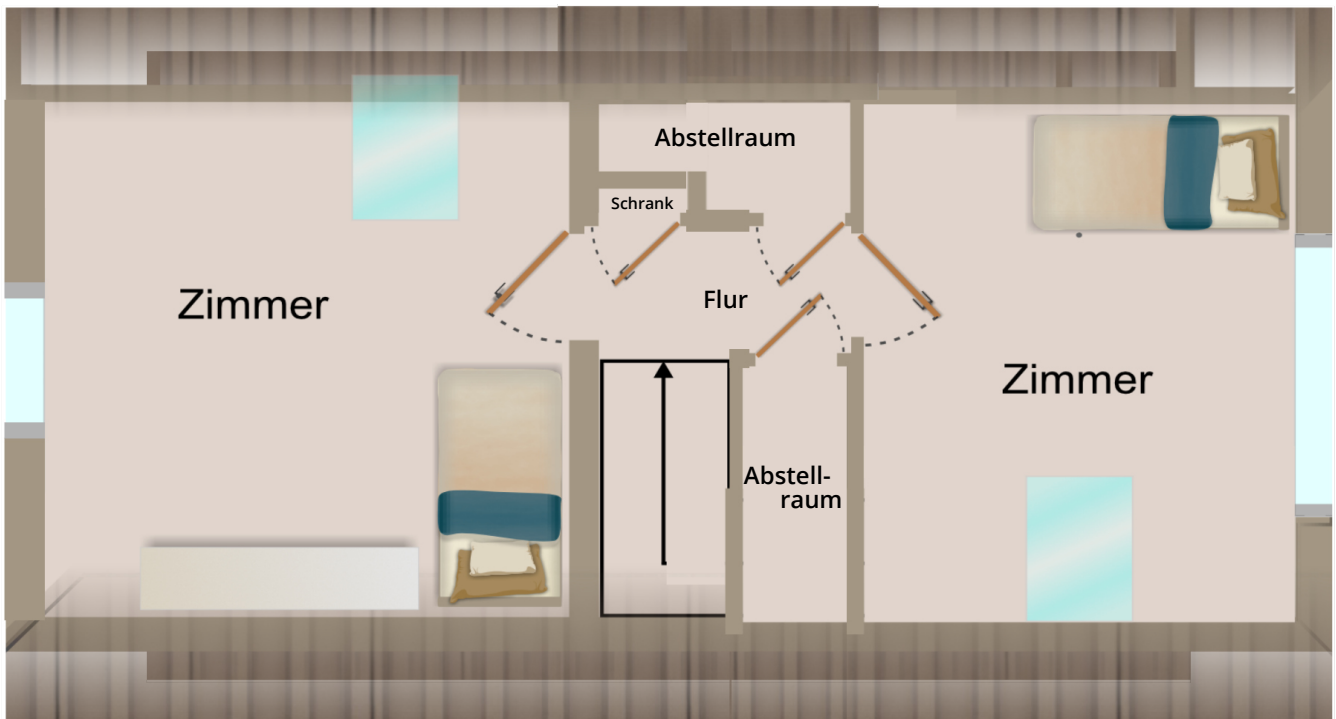 Abstellraum
Schrank
Zimmer
Flur
Zimmer
Abstell-
raum